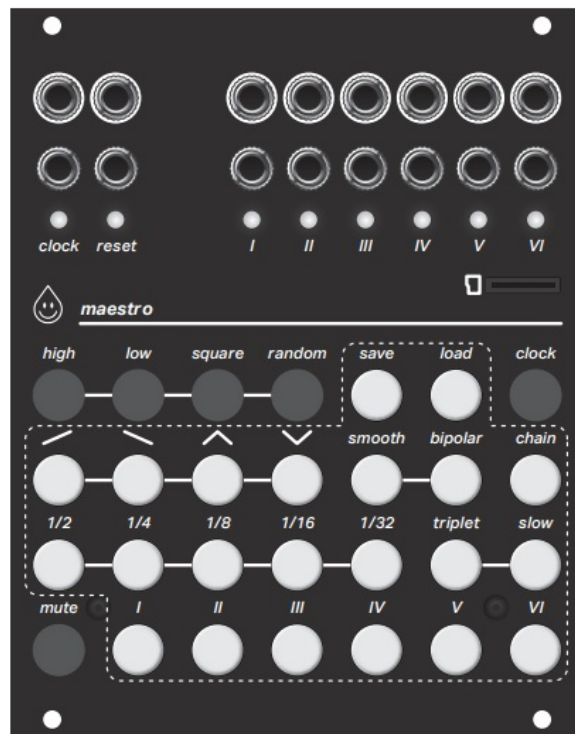 clock reset I II III IV V VI
maestro
high low square random save load clock
smooth bipolar chain
1/2 1/4 1/8 1/16 1/32 triplet slow
mute I II III IV V VI